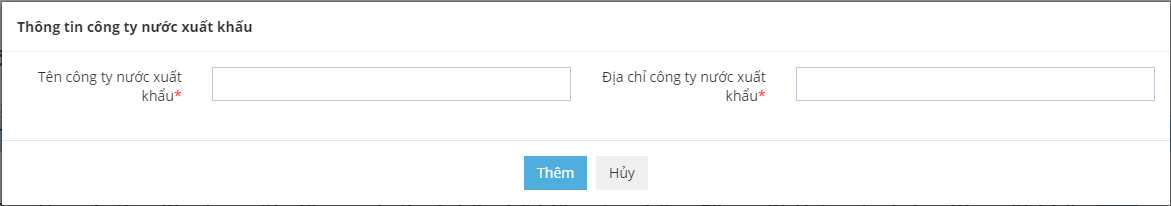 Thông tin công ty nước xuất khẩu
Tên công ty nước xuất
khẩu*
Địa chỉ công ty nước xuất
khẩu*
Thêm
Hủy